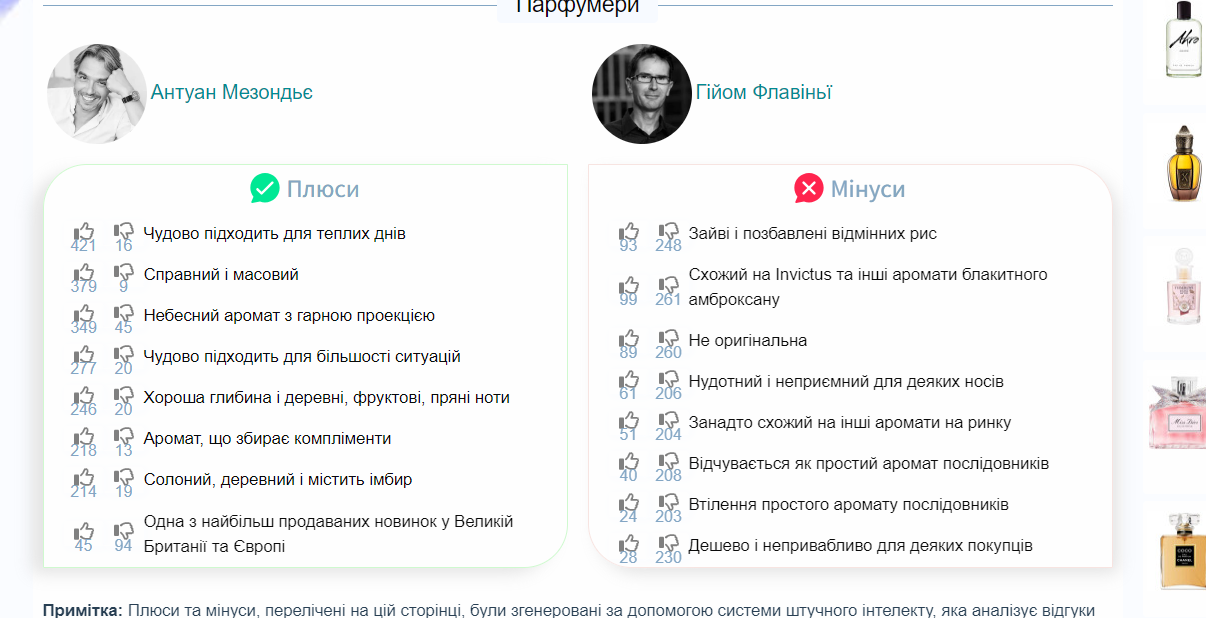 Парфумери
Антуан Мезондьє
Гійом Флавіньї
Плюси
421 16 Чудово підходить для теплих днів
379 9 Справний і масовий
349 45 Небесний аромат з гарною проекцією
277 20 Чудово підходить для більшості ситуацій
246 20 Хороша глибина і деревні, фруктові, пряні ноти
218 13 Аромат, що збирає компліменти
214 19 Солоний, деревний і містить імбир
45 94 Одна з найбільш продаваних новинок у Великій
Британії та Європі
Мінуси
93 248 Зайві і позбавлені відмінних рис
99 261 Схожий на Invictus та інші аромати блакитного
амброксану
89 260 Не оригінальна
61 206 Нудотний і неприємний для деяких носів
51 204 Занадто схожий на інші аромати на ринку
40 208 Відчувається як простий аромат послідовників
24 203 Втілення простого аромату послідовників
28 230 Дешево і непривабливо для деяких покупців
Примітка: Плюси та мінуси, перелічені на цій сторінці, були згенеровані за допомогою системи штучного інтелекту, яка аналізує відгуки
Akro
Miss Dior
COCO
CHANEL